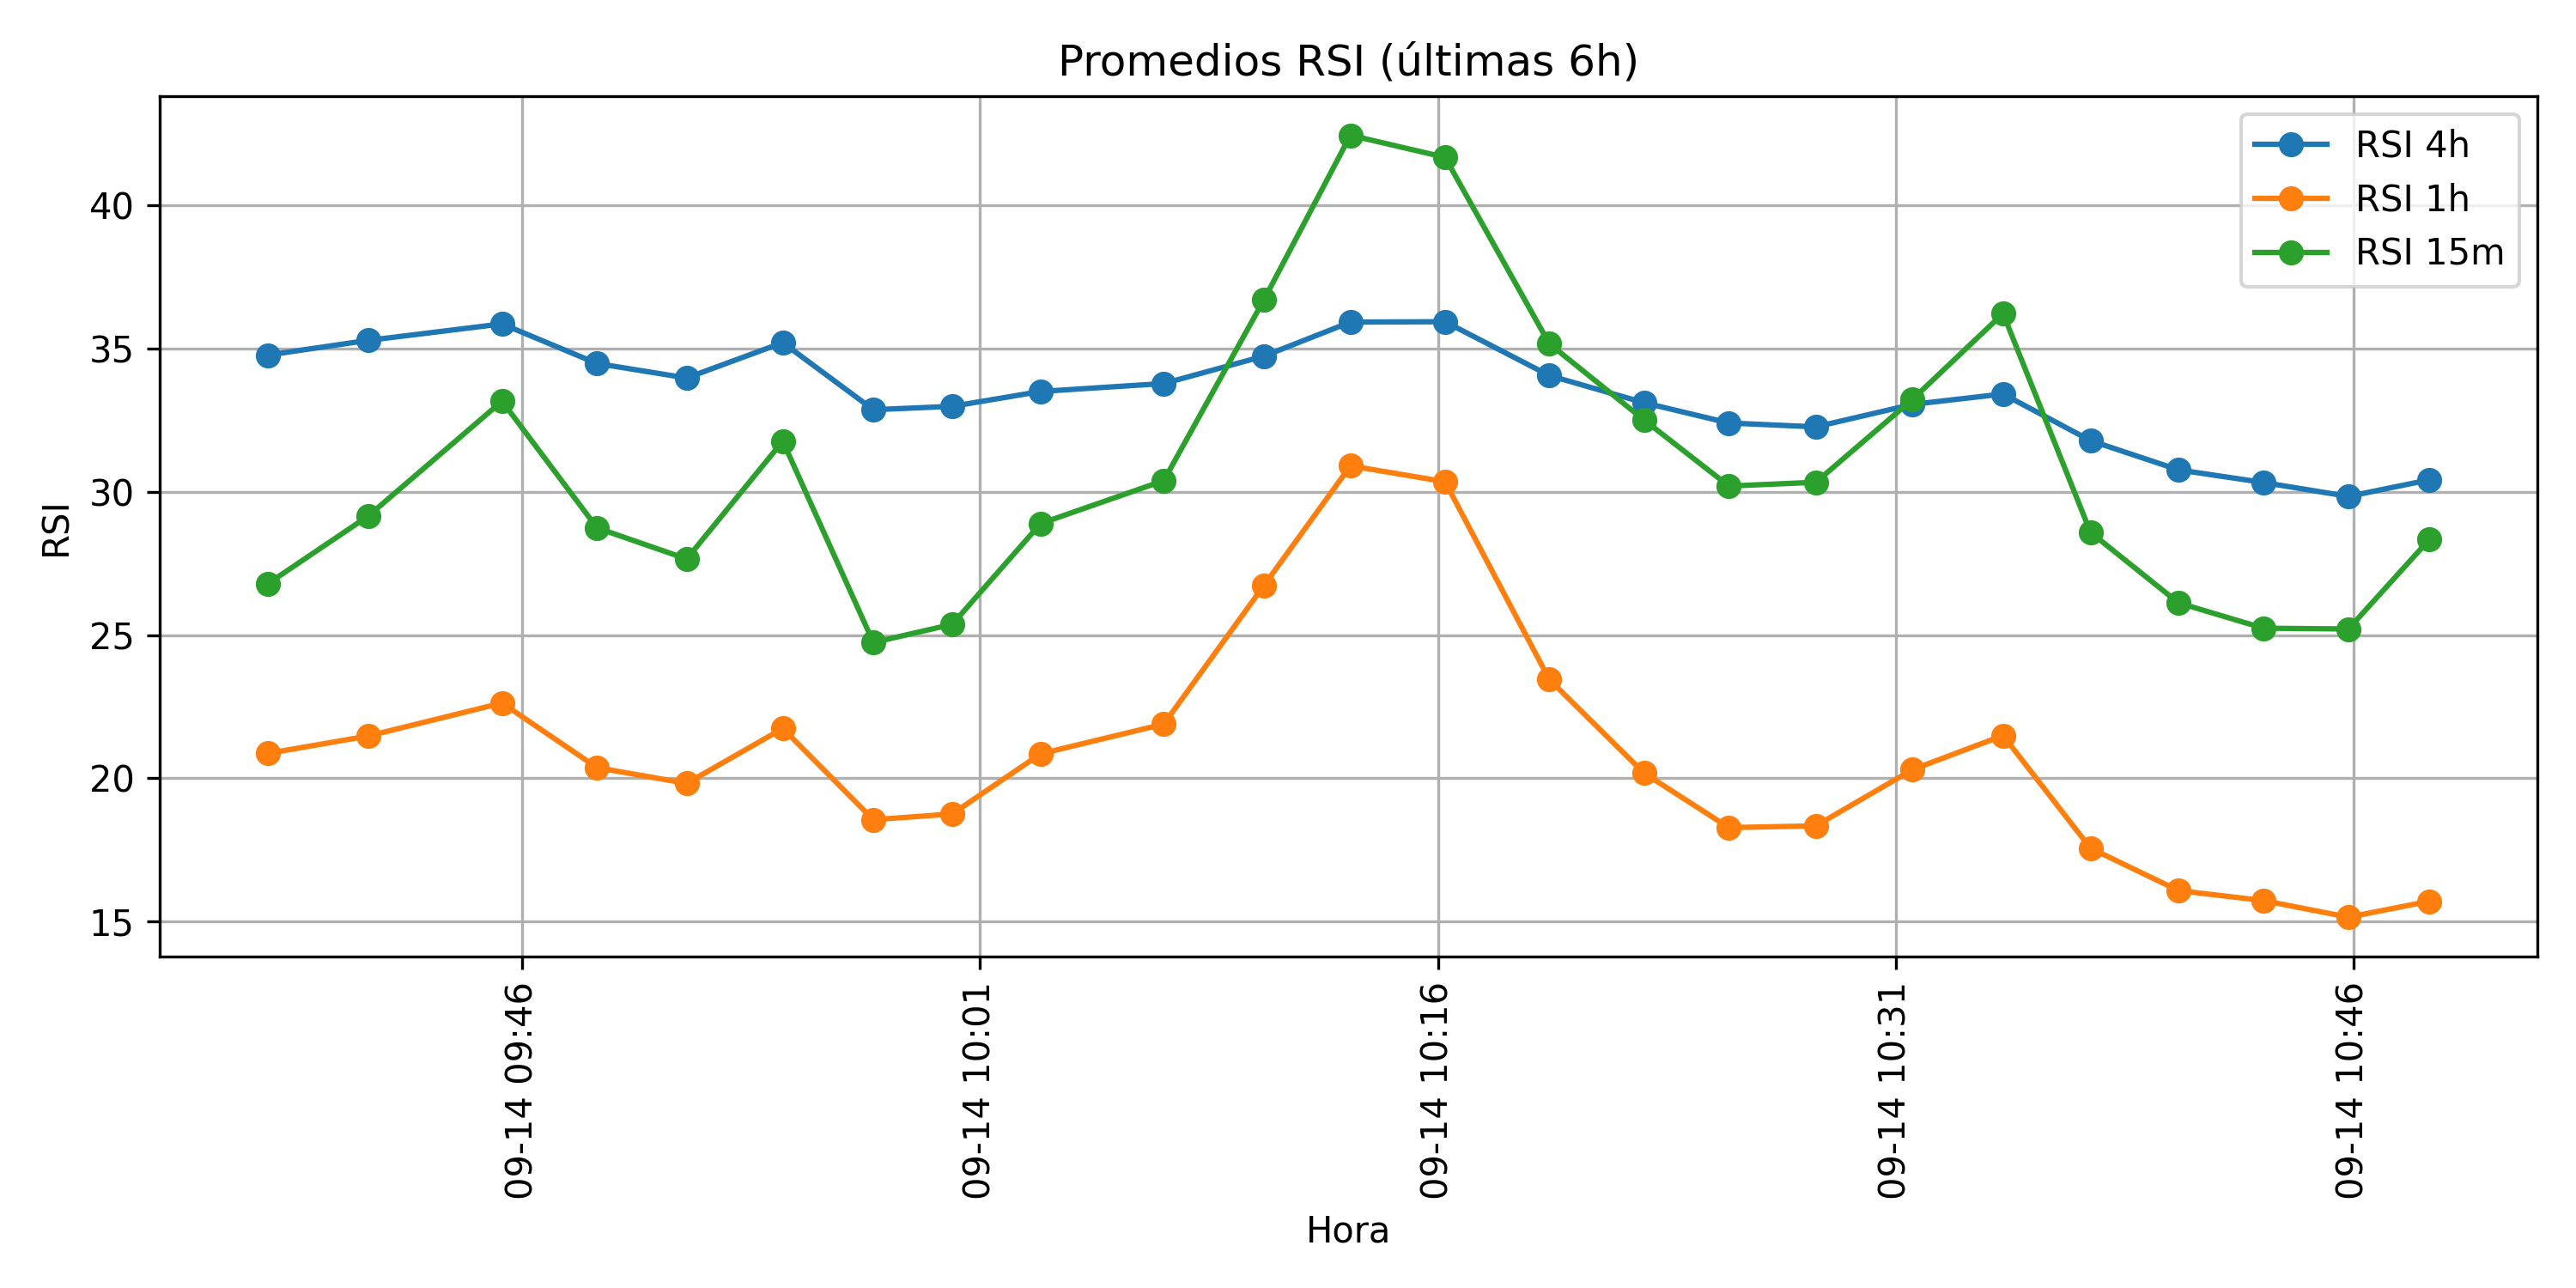 Promedios RSI (últimas 6h)
RSI 4h
RSI 1h
RSI 15m
40
35
30
25
20
15
RSI
09-14 09:46
09-14 10:01
09-14 10:16
09-14 10:31
09-14 10:46
Hora